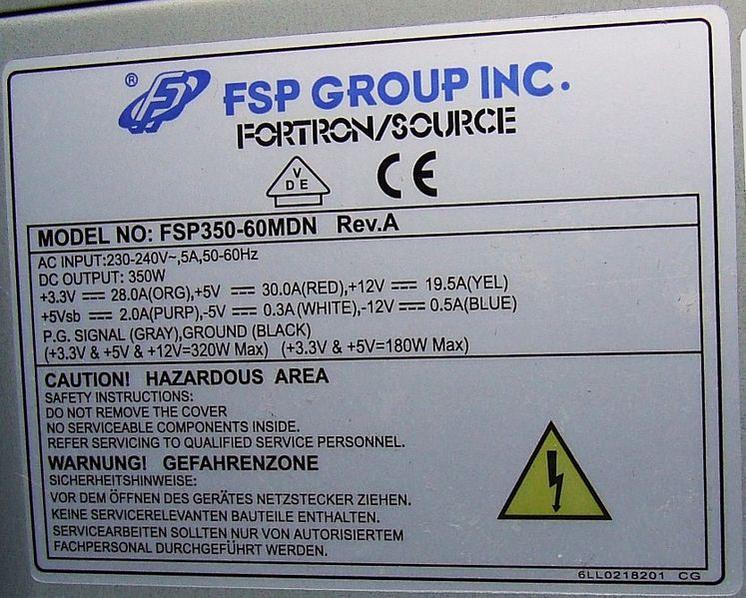 ®
FSP GROUP INC.
FORTRON/SOURCE
V
DE
CE
MODEL NO: FSP350-60MDN Rev.A
AC INPUT:230-240V~,5A,50-60Hz
DC OUTPUT: 350W
+3.3V ⎓ 28.0A(ORG),+5V ⎓ 30.0A(RED),+12V ⎓ 19.5A(YEL)
+5Vsb ⎓ 2.0A(PURP),-5V ⎓ 0.3A(WHITE),-12V ⎓ 0.5A(BLUE)
P.G. SIGNAL (GRAY),GROUND (BLACK)
(+3.3V & +5V & +12V=320W Max) (+3.3V & +5V=180W Max)
CAUTION! HAZARDOUS AREA
SAFETY INSTRUCTIONS:
DO NOT REMOVE THE COVER
NO SERVICEABLE COMPONENTS INSIDE.
REFER SERVICING TO QUALIFIED SERVICE PERSONNEL.
WARNUNG! GEFAHRENZONE
SICHERHEITSHINWEISE:
VOR DEM ÖFFNEN DES GERÄTES NETZSTECKER ZIEHEN.
KEINE SERVICERELEVANTEN BAUTEILE ENTHALTEN.
SERVICEARBEITEN SOLLTEN NUR VON AUTORISIERTEM
FACHPERSONAL DURCHGEFÜHRT WERDEN.
6LL0218201 CG